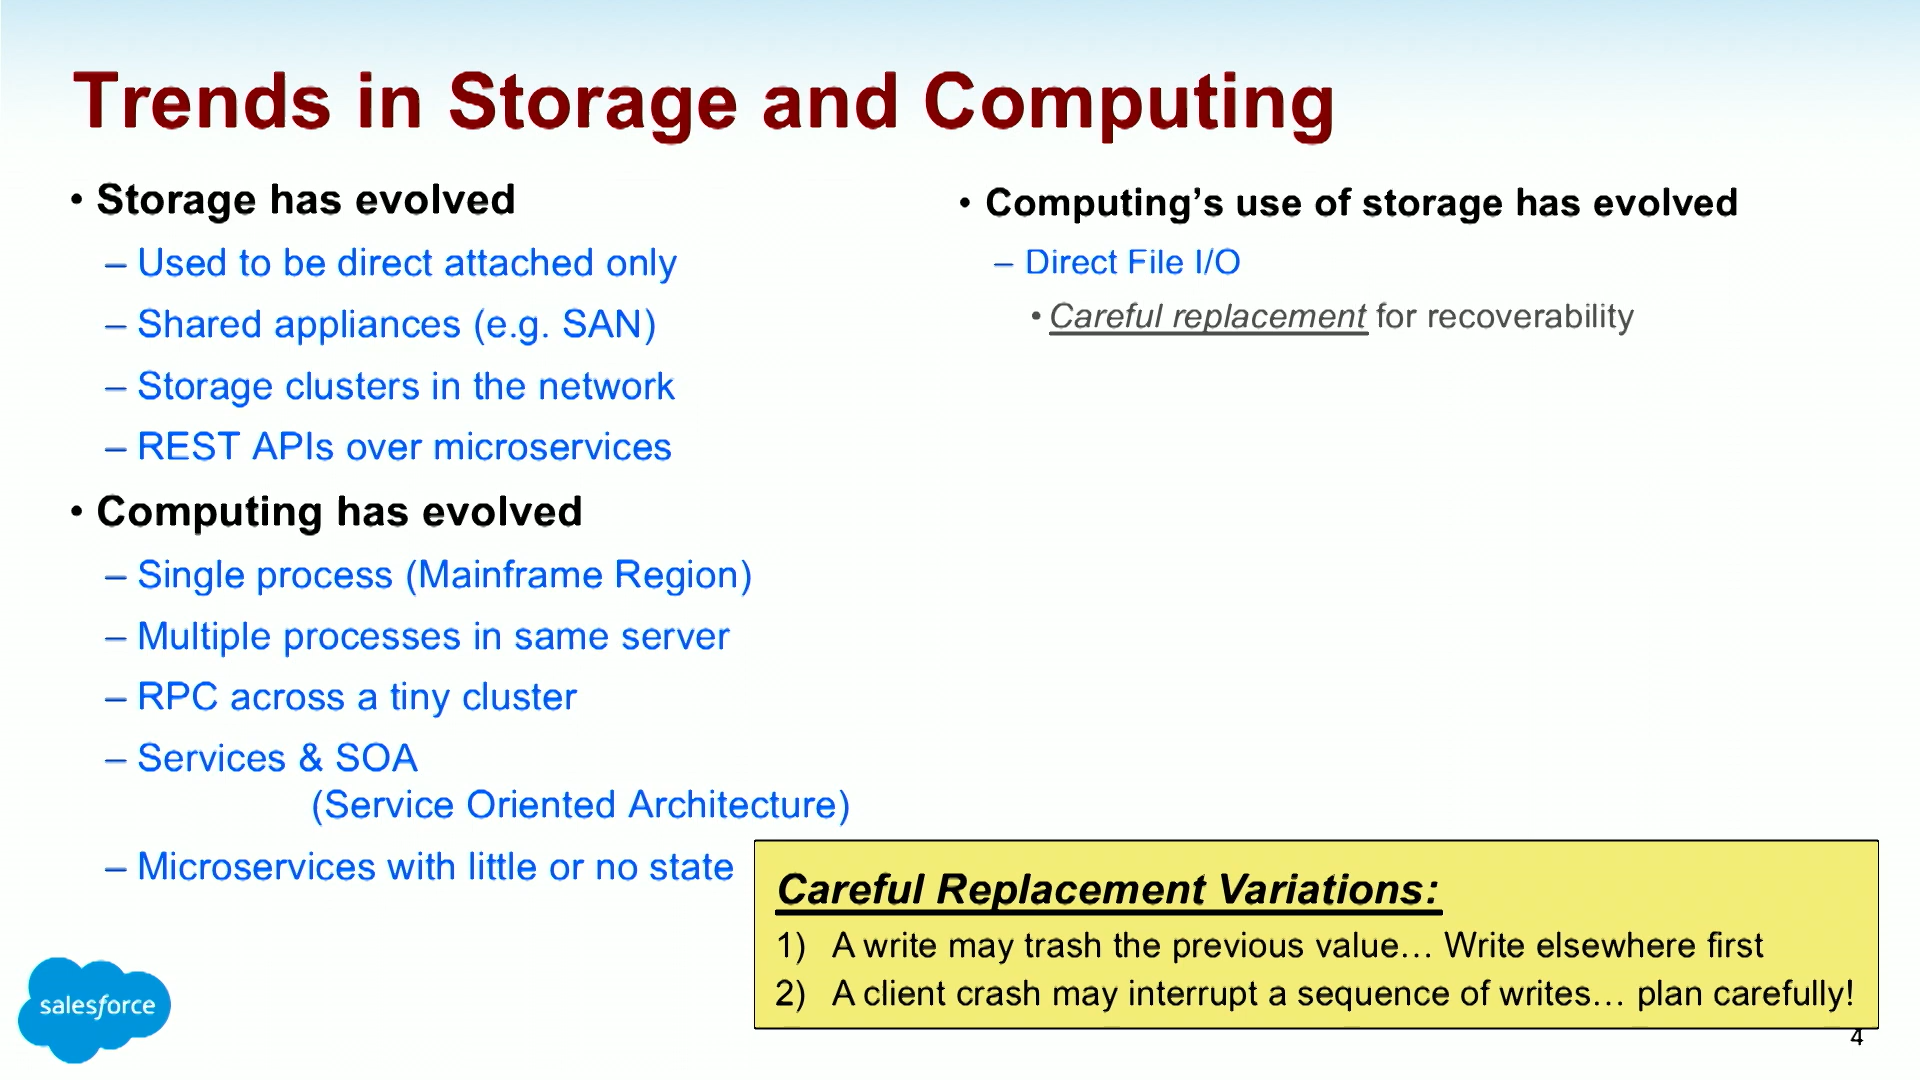 Trends in Storage and Computing
• Storage has evolved
– Used to be direct attached only
– Shared appliances (e.g. SAN)
– Storage clusters in the network
– REST APIs over microservices
• Computing has evolved
– Single process (Mainframe Region)
– Multiple processes in same server
– RPC across a tiny cluster
– Services & SOA
(Service Oriented Architecture)
– Microservices with little or no state
• Computing’s use of storage has evolved
– Direct File I/O
• Careful replacement for recoverability
Careful Replacement Variations:
1) A write may trash the previous value… Write elsewhere first
2) A client crash may interrupt a sequence of writes… plan carefully!
salesforce
4